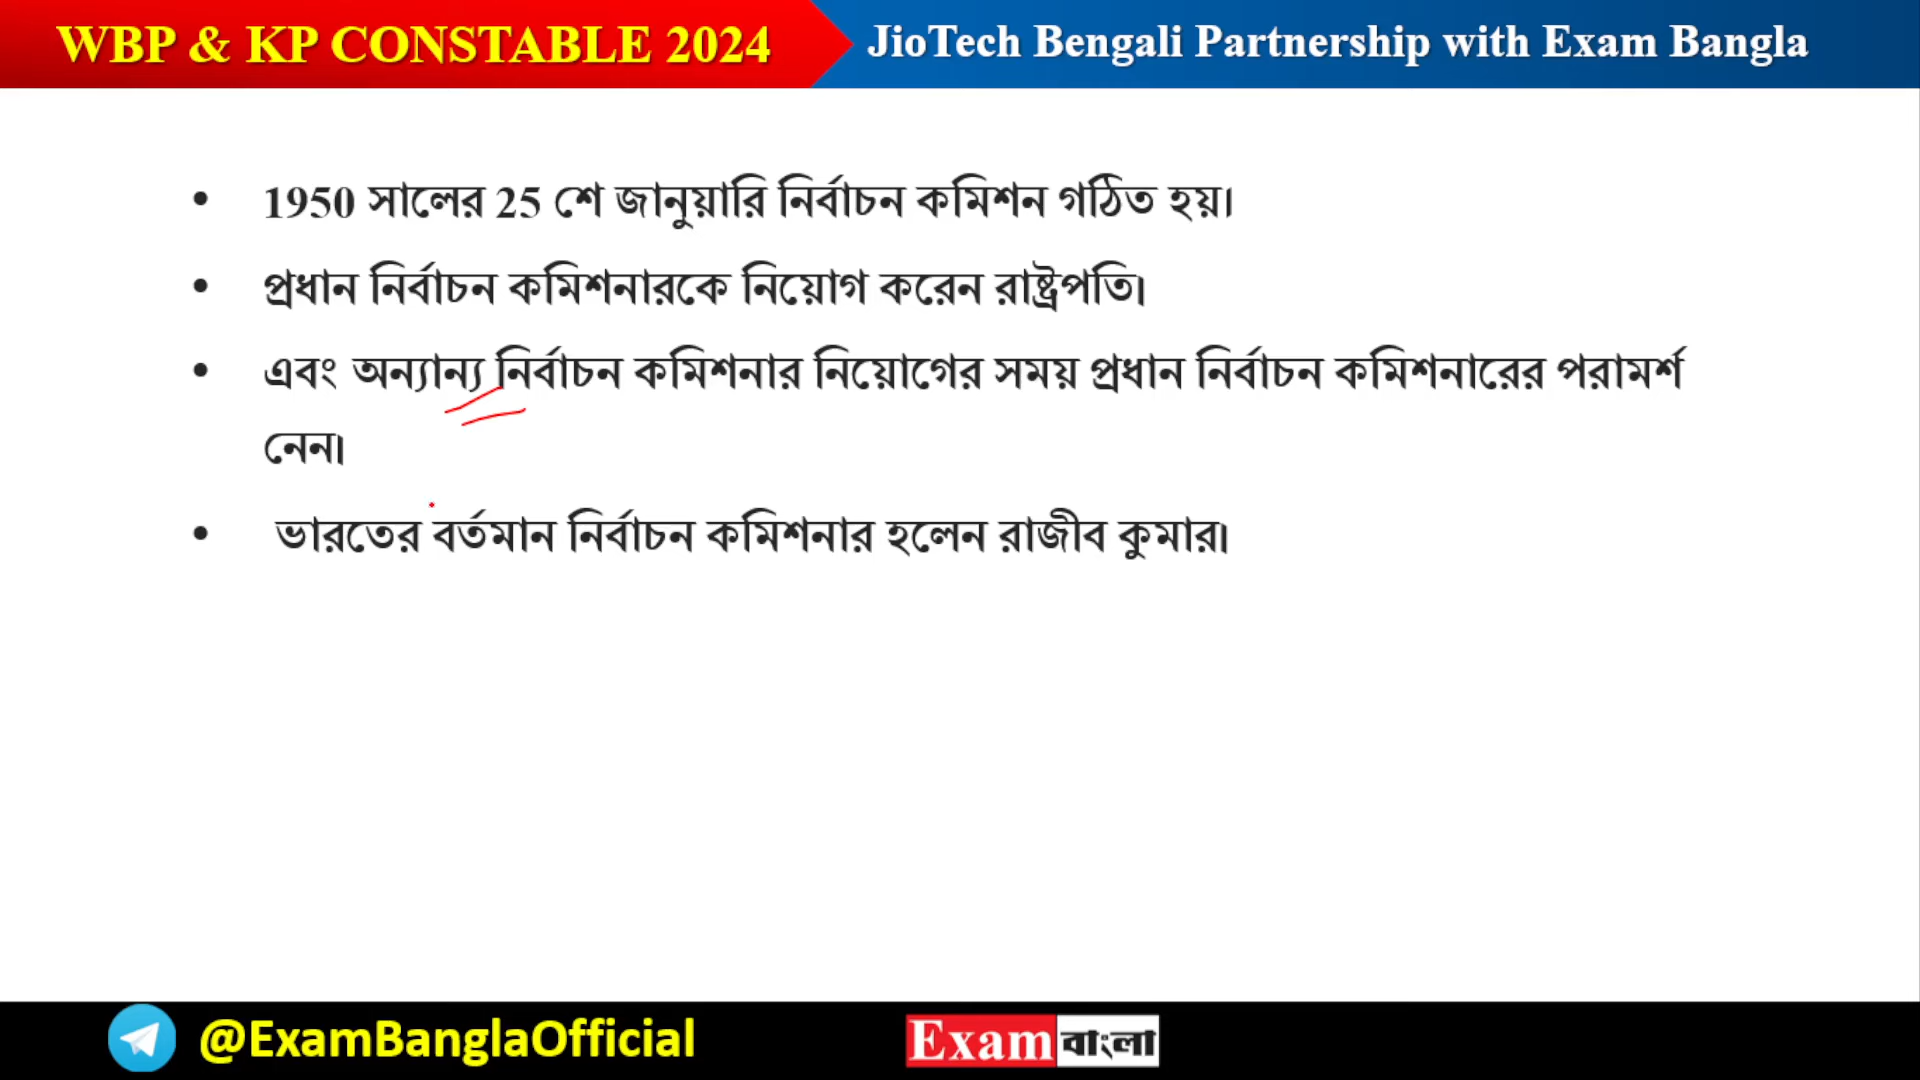 WBP & KP CONSTABLE 2024
JioTech Bengali Partnership with Exam Bangla
• 1950 সালের 25 শে জানুয়ারি নির্বাচন কমিশন গঠিত হয়।
• প্রধান নির্বাচন কমিশনারকে নিয়োগ করেন রাষ্ট্রপতি৷
• এবং অন্যান্য নির্বাচন কমিশনার নিয়োগের সময় প্রধান নির্বাচন কমিশনারের পরামর্শ
নেন৷
• ভারতের বর্তমান নির্বাচন কমিশনার হলেন রাজীব কুমার৷
@ExamBanglaOfficial
Exam বাংলা